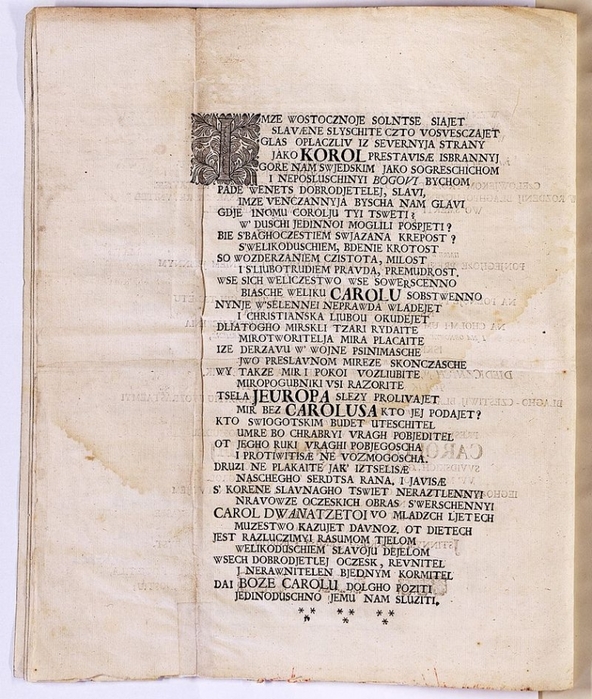 IMZE WOSTOCZNOJE SOLNTSE SIAJET
SLAVÆNE SLYSCHITE CZTO VOSVESCZAJET
GLAS OPLACZLIV IZ SEVERNYJA STRANY
JAKO KOROL PRESTAVISÆ ISBRANNYJ
GORE NAM SWJEDSKIM JAKO SOGRESCHICHOM
I NEPOSLUSCHINYI BOGOVI BYCHOM
PADE WENETS DOBRODJETELEJ, SLAVI,
IMZE VENCZANNYJA BYSCHA NAM GLAVI
GDJE INOMU COROLJU TYI TSWETI?
W' DUSCHI JEDINNOI MOGLILI POSPJETI?
BIE S'BAGHOCZESTIEM SWJAZANA KREPOST?
S'WELIKODUSCHIEM, BDENIE KROTOST
SO WOZDERZANIEM CZISTOTA, MILOST
I S'LIUBOTRUDIEM PRAVDA, PREMUDROST.
WSE SICH WELICZESTWO WSE SOWERSCENNO
BIASCHE WELIKU CAROLU SOBSTWENNO
NYNJE W'SELENNEI NEPRAWDA WLADEJET
I CHRISTIANSKA LIUBOU OKUDEJET
DLIATOGHO MIRSKLI TZARI RYDAITE
MIROTWORITELJA MIRA PLACAITE
IZE DERZAVU W' WOJNE PSINIMASCHE
JWO PRESLAVNOM MIREZE SKONCZASCHE
WY TAKZE MIR I POKOI VOZLIUBITE
MIROPOGUBNIKI VSI RAZORITE
TSELA JEUROPA SLEZY PROLIVAJET
MIR BEZ CAROLUSA KTO JEJ PODAJET?
KTO SWIOGOTSKIM BUDET UTESCHITEL
UMRE BO CHRABRYI VRAGH POBJEDITEL
OT JEGHO RUKI VRAGHI POBJEGOSCHA
I PROTIWITISÆ NE VOZMOGOSCHA.
DRUZI NE PLAKAITE JAK' IZTSELISÆ
NASCHEGHO SERDTSA RANA, I JAVISÆ
S' KORENE SLAVNAGHO TSWIET NERAZTLENNYI
NRAVOWZE OCZESKICH OBRAS S'WERSCHENNYI
CAROL DWANATZETOJ VO MLADZCH LJETECH
MUZESTWO KAZUJET DAVNOZ, OT DIETECH
JEST RAZLUCZIMYI RASUMOM TJELOM
WELIKODUSCHIEM SLAVOJU DEJELOM
WSECH DOBRODJETLEJ OCZESK, REVNITEL
J NERAWNITELEN BJEDNYM KORMITEL
DAI BOZE CAROLU DOLGHO POZITI
JEDINODUSCHNO JEMU NAM SLUZITI.